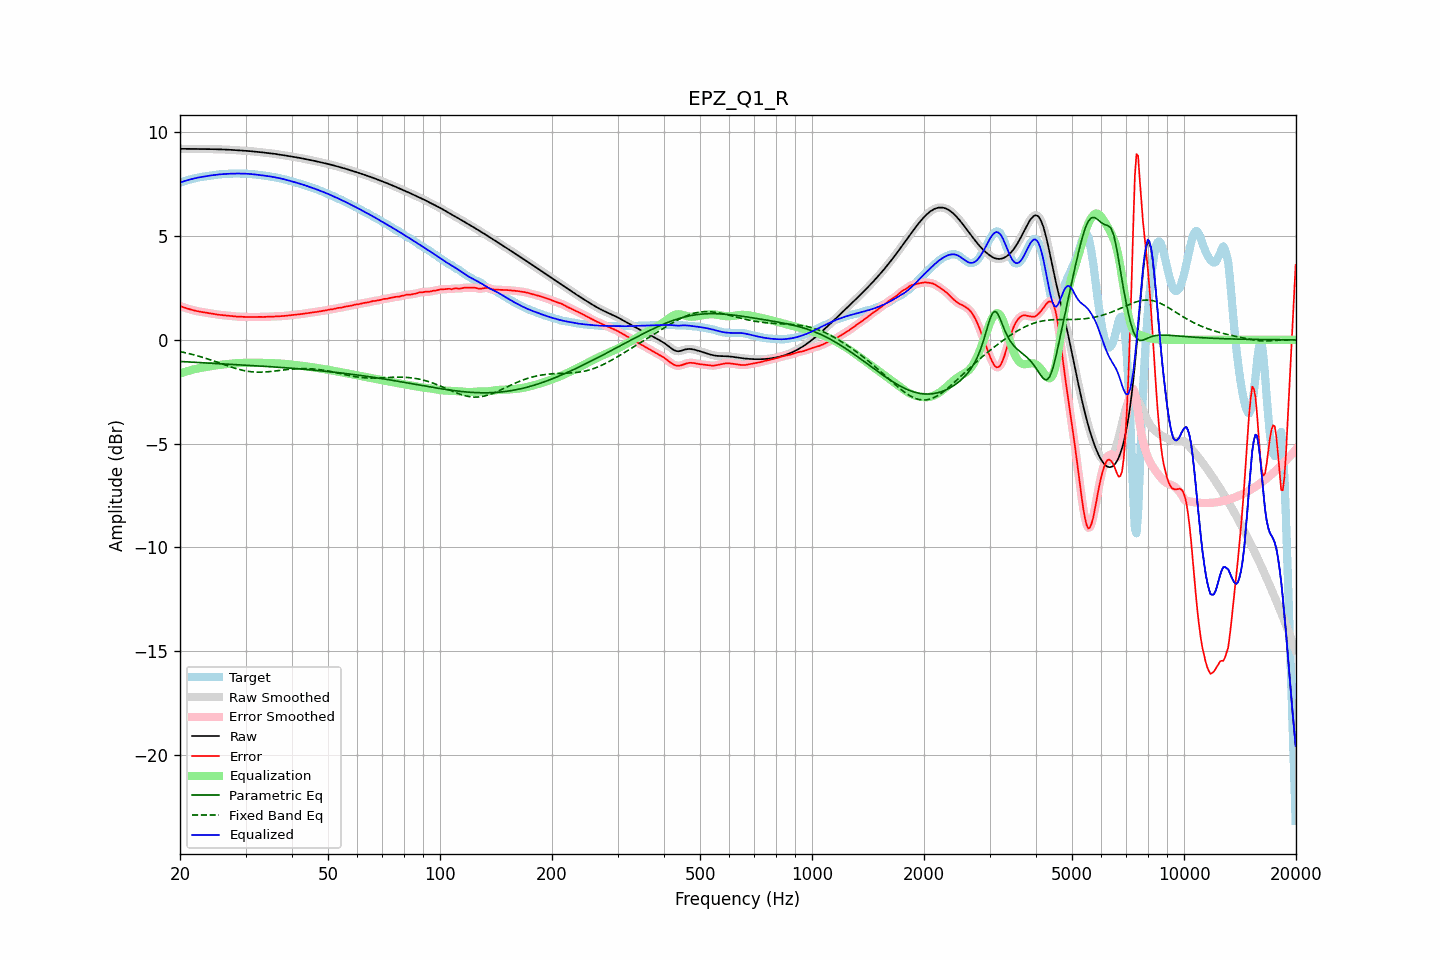 EPZ_Q1_R
Amplitude (dBr)
10
5
0
−5
−10
−15
−20
Target
Raw Smoothed
Error Smoothed
Raw
Error
Equalization
Parametric Eq
Fixed Band Eq
Equalized
20 50 100 200 500 1000 2000 5000 10000 20000
Frequency (Hz)